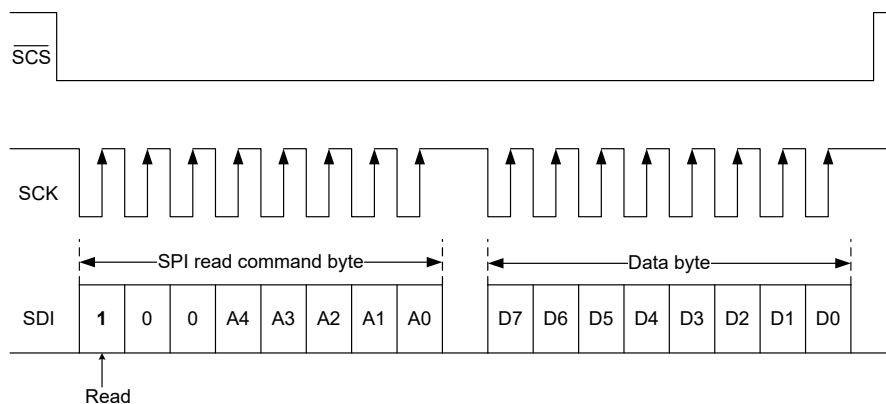 SCS
SCK
SPI read command byte Data byte
SDI 1 0 0 A4 A3 A2 A1 A0 D7 D6 D5 D4 D3 D2 D1 D0
Read